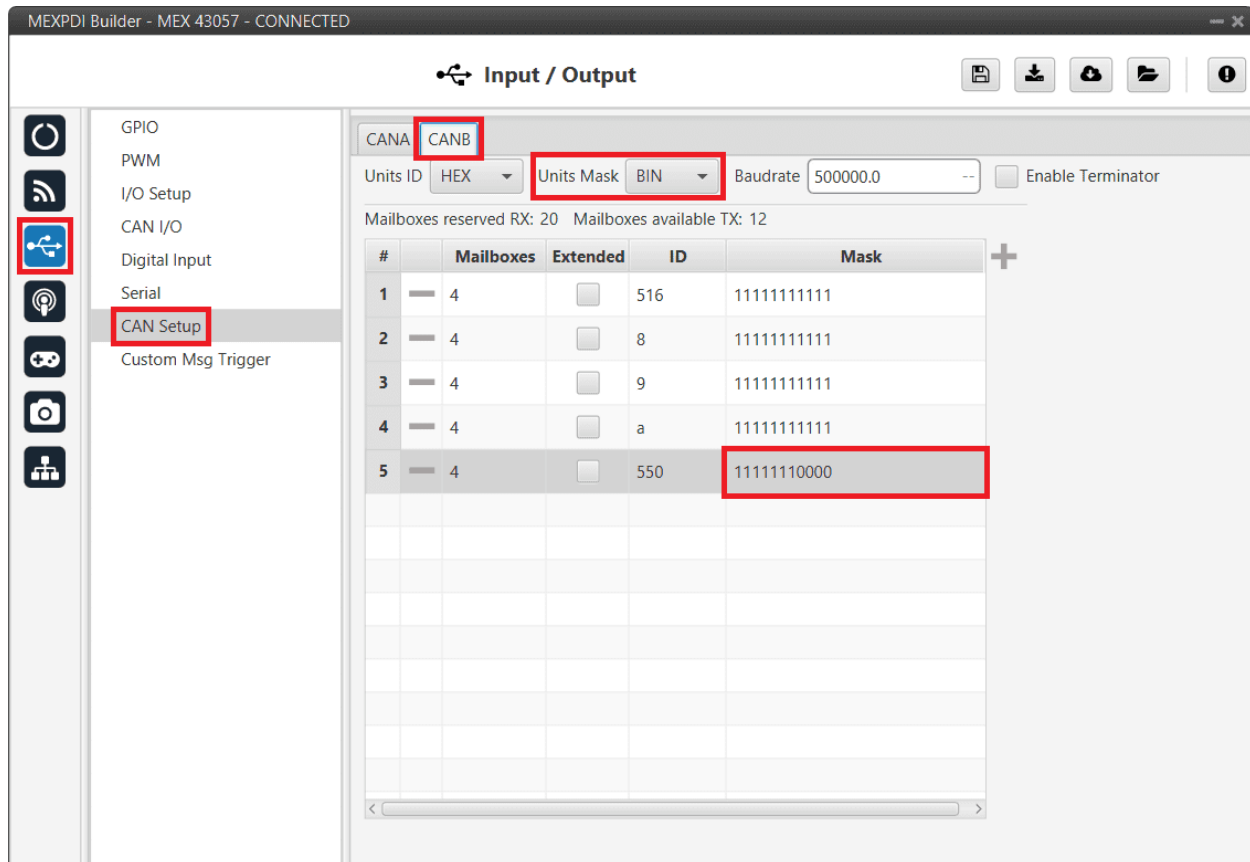 MEXPDI Builder - MEX 43057 - CONNECTED
Input / Output
GPIO
PWM
I/O Setup
CAN I/O
Digital Input
Serial
CAN Setup
Custom Msg Trigger
CANA CANB
Units ID HEX Units Mask BIN Baudrate 500000.0 -- Enable Terminator
Mailboxes reserved RX: 20 Mailboxes available TX: 12
# Mailboxes Extended ID Mask
1 4 516 11111111111
2 4 8 11111111111
3 4 9 11111111111
4 4 a 11111111111
5 4 550 11111110000